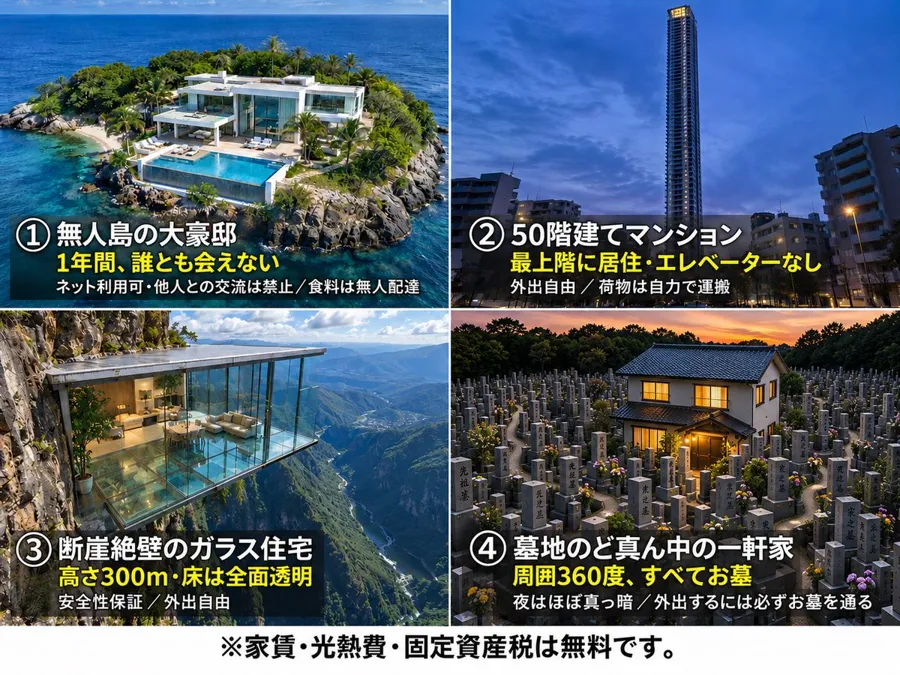 ① 無人島の大豪邸
1年間、誰とも会えない
ネット利用可・他人との交流は禁止／食料は無人配達
② 50階建てマンション
最上階に居住・エレベーターなし
外出自由／荷物は自力で運搬
③ 断崖絶壁のガラス住宅
高さ300m・床は全面透明
安全性保証／外出自由
④ 墓地のど真ん中の一軒家
周囲360度、すべてお墓
夜はほぼ真っ暗／外出するには必ずお墓を通る
※家賃・光熱費・固定資産税は無料です。